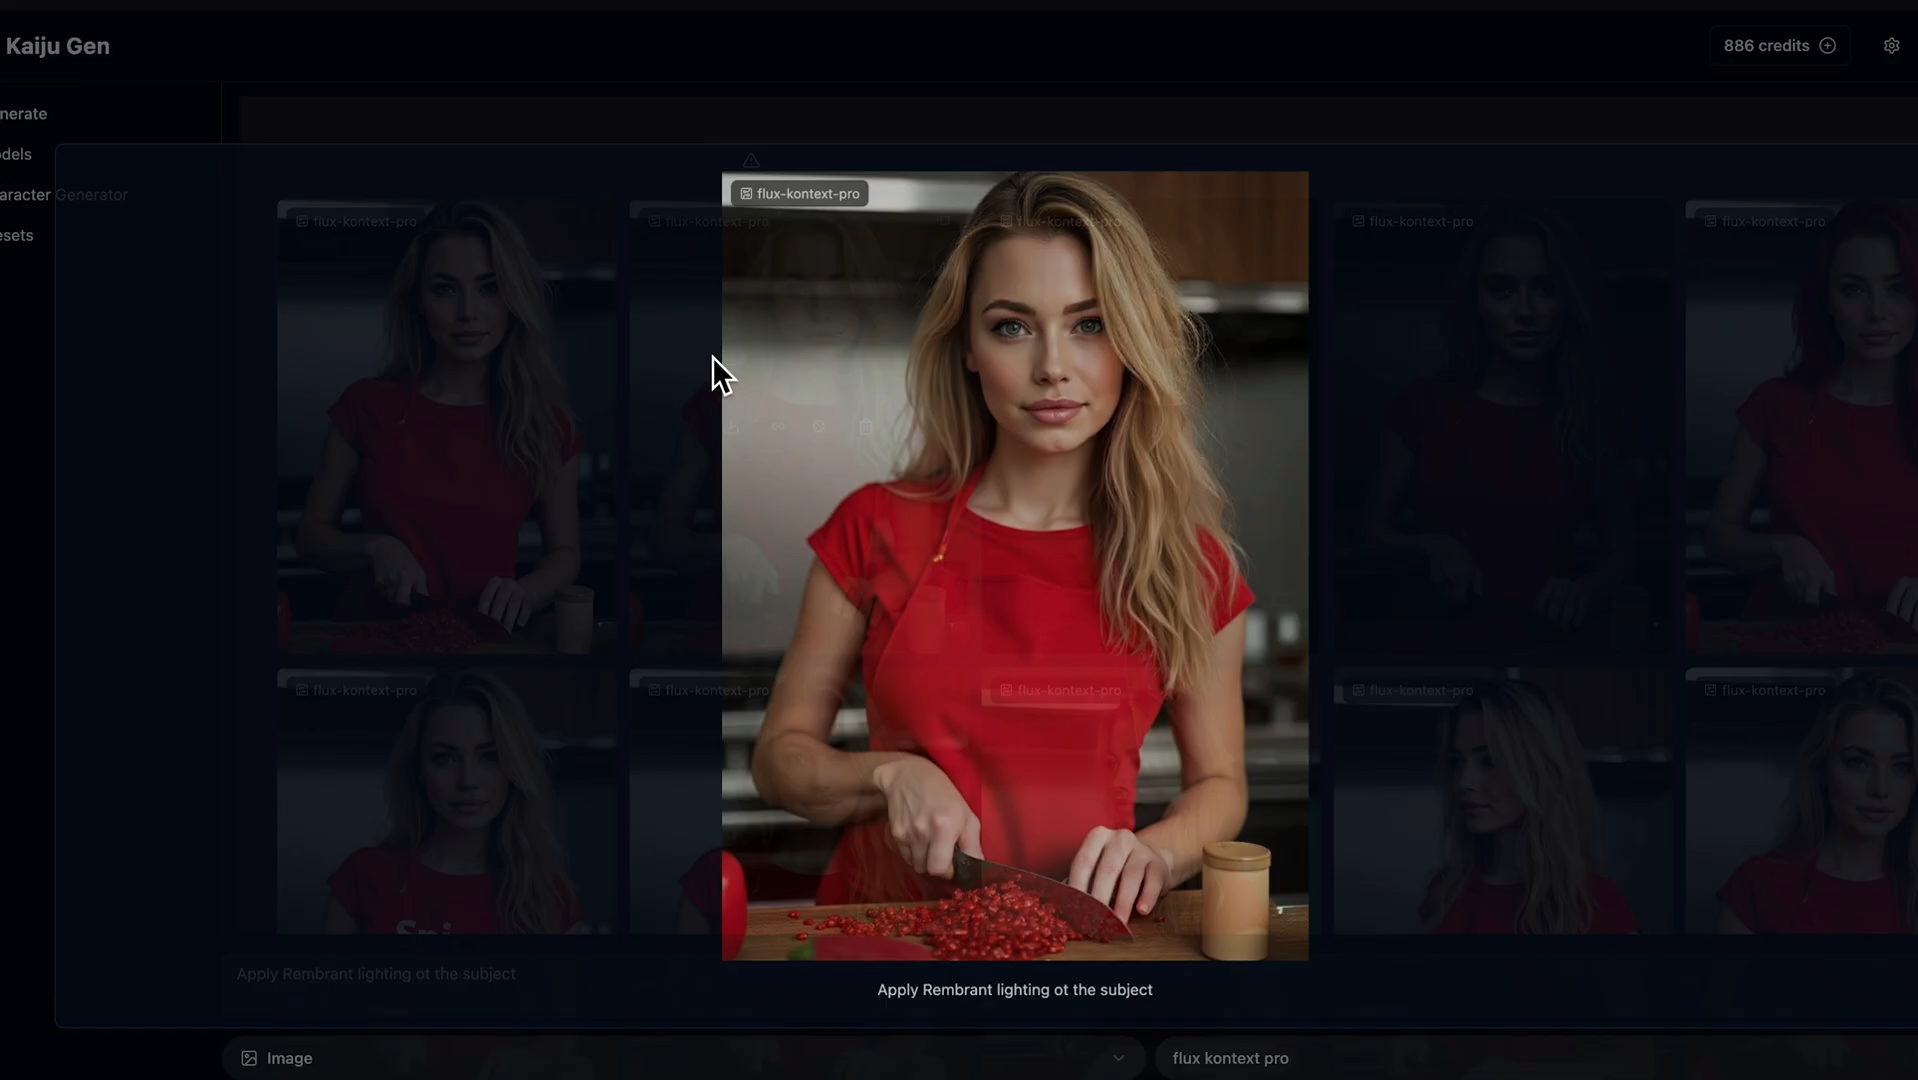 Kaiju Gen
886 credits
nerate
odels
aracter Generator
esets
flux-kontext-pro
flux-kontext-pro
flux-kontext-pro
flux-kontext-pro
flux-kontext-pro
flux-kontext-pro
flux-kontext-pro
flux-kontext-pro
flux-kontext-pro
flux-kontext-pro
flux-kontext-pro
Apply Rembrant lighting ot the subject
Apply Rembrant lighting ot the subject
Image
flux kontext pro